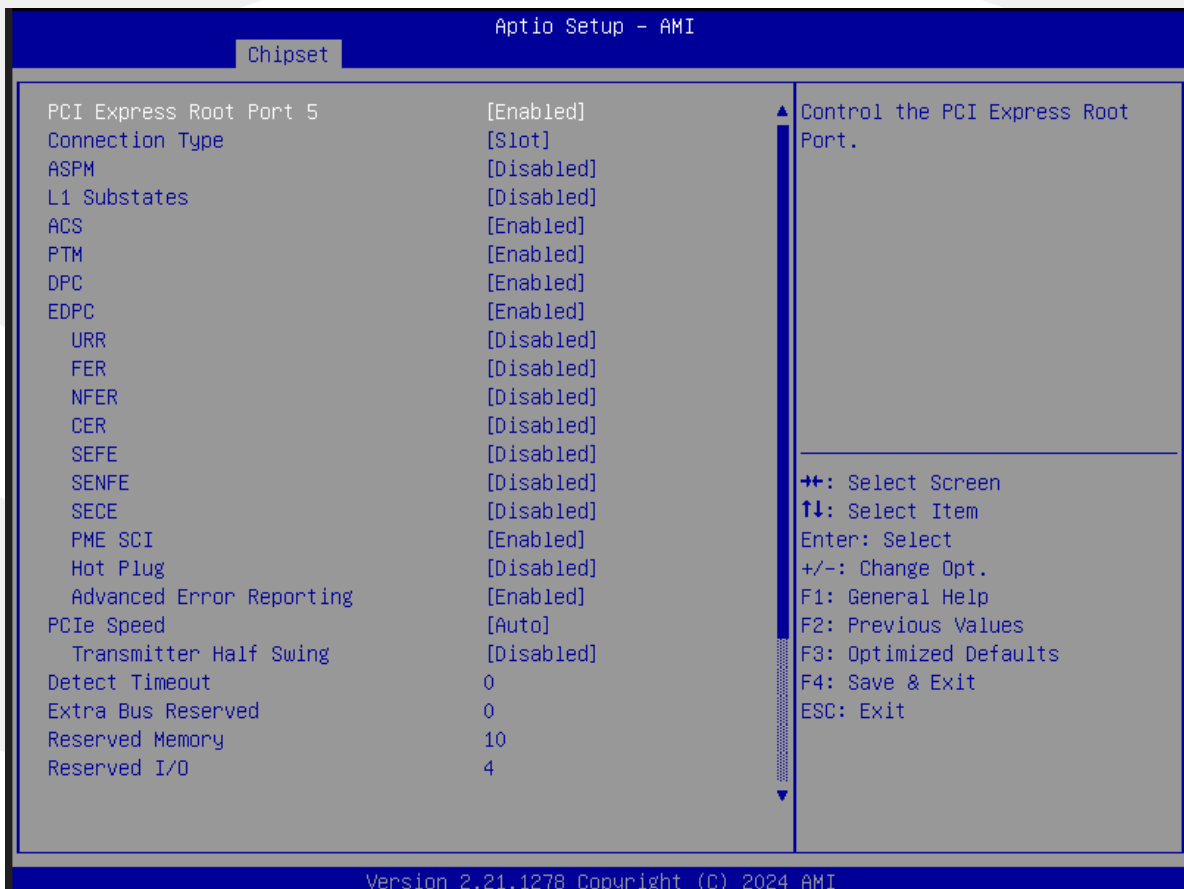 Aptio Setup – AMI
Chipset
PCI Express Root Port 5 [Enabled]
Connection Type [Slot]
ASPM [Disabled]
L1 Substates [Disabled]
ACS [Enabled]
PTM [Enabled]
DPC [Enabled]
EDPC [Enabled]
URR [Disabled]
FER [Disabled]
NFER [Disabled]
CER [Disabled]
SEFE [Disabled]
SENFE [Disabled]
SECE [Disabled]
PME SCI [Enabled]
Hot Plug [Disabled]
Advanced Error Reporting [Enabled]
PCIe Speed [Auto]
Transmitter Half Swing [Disabled]
Detect Timeout 0
Extra Bus Reserved 0
Reserved Memory 10
Reserved I/O 4
Control the PCI Express Root
Port.
→←: Select Screen
↑↓: Select Item
Enter: Select
+/-: Change Opt.
F1: General Help
F2: Previous Values
F3: Optimized Defaults
F4: Save & Exit
ESC: Exit
Version 2.21.1278 Copyright (C) 2024 AMI